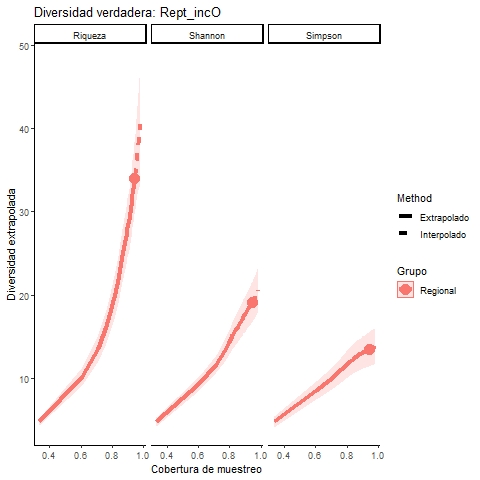 Diversidad verdadera: Rept_incO
Riqueza
Shannon
Simpson
50
40
30
20
10
Diversidad extrapolada
0.4 0.6 0.8 1.0
0.4 0.6 0.8 1.0
0.4 0.6 0.8 1.0
Cobertura de muestreo
Method
Extrapolado
Interpolado
Grupo
Regional